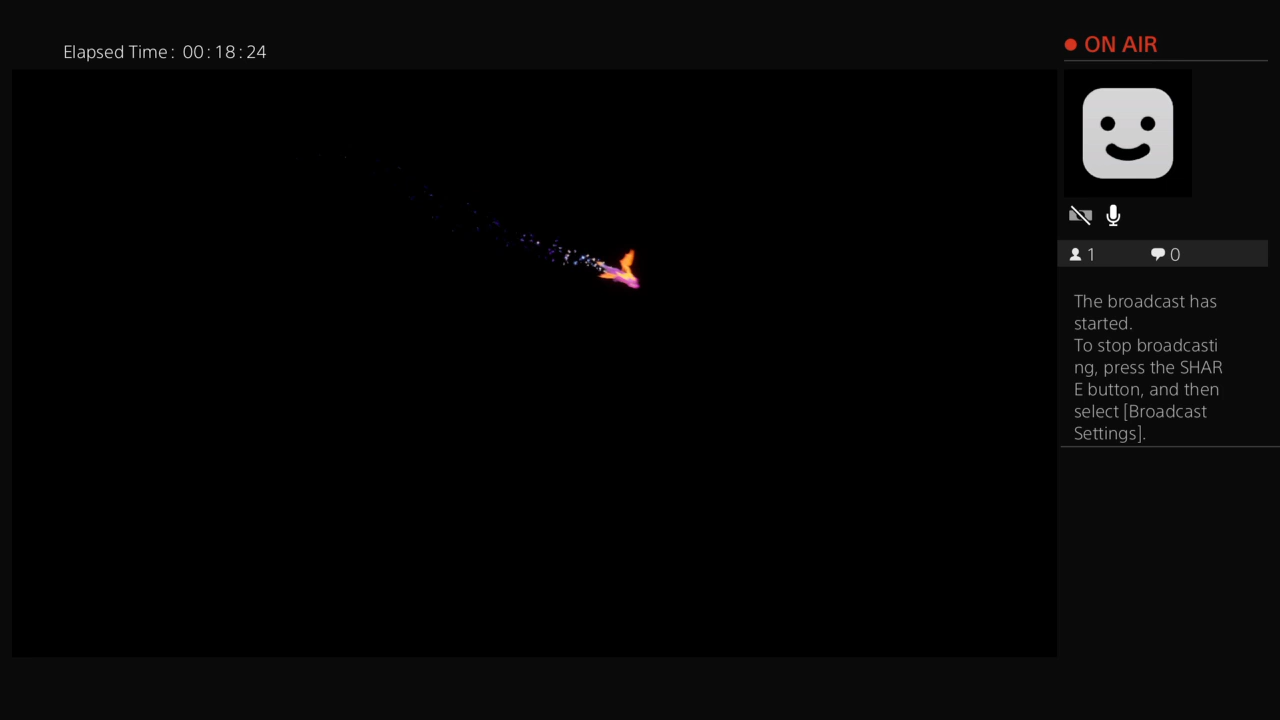 Elapsed Time: 00:18:24
ON AIR
1 0
The broadcast has
started.
To stop broadcasti
ng, press the SHAR
E button, and then
select [Broadcast
Settings].